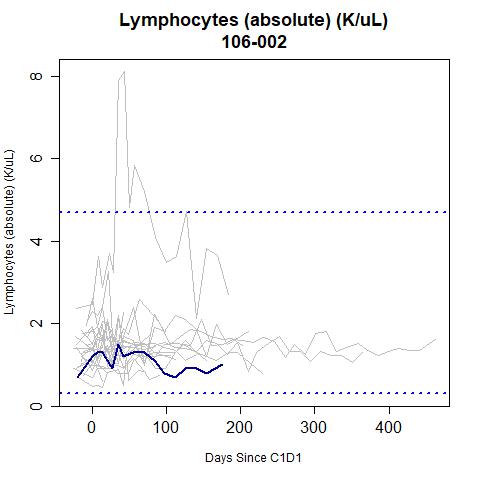 Lymphocytes (absolute) (K/uL)
106-002
Lymphocytes (absolute) (K/uL)
8
6
4
2
0
0 100 200 300 400
Days Since C1D1